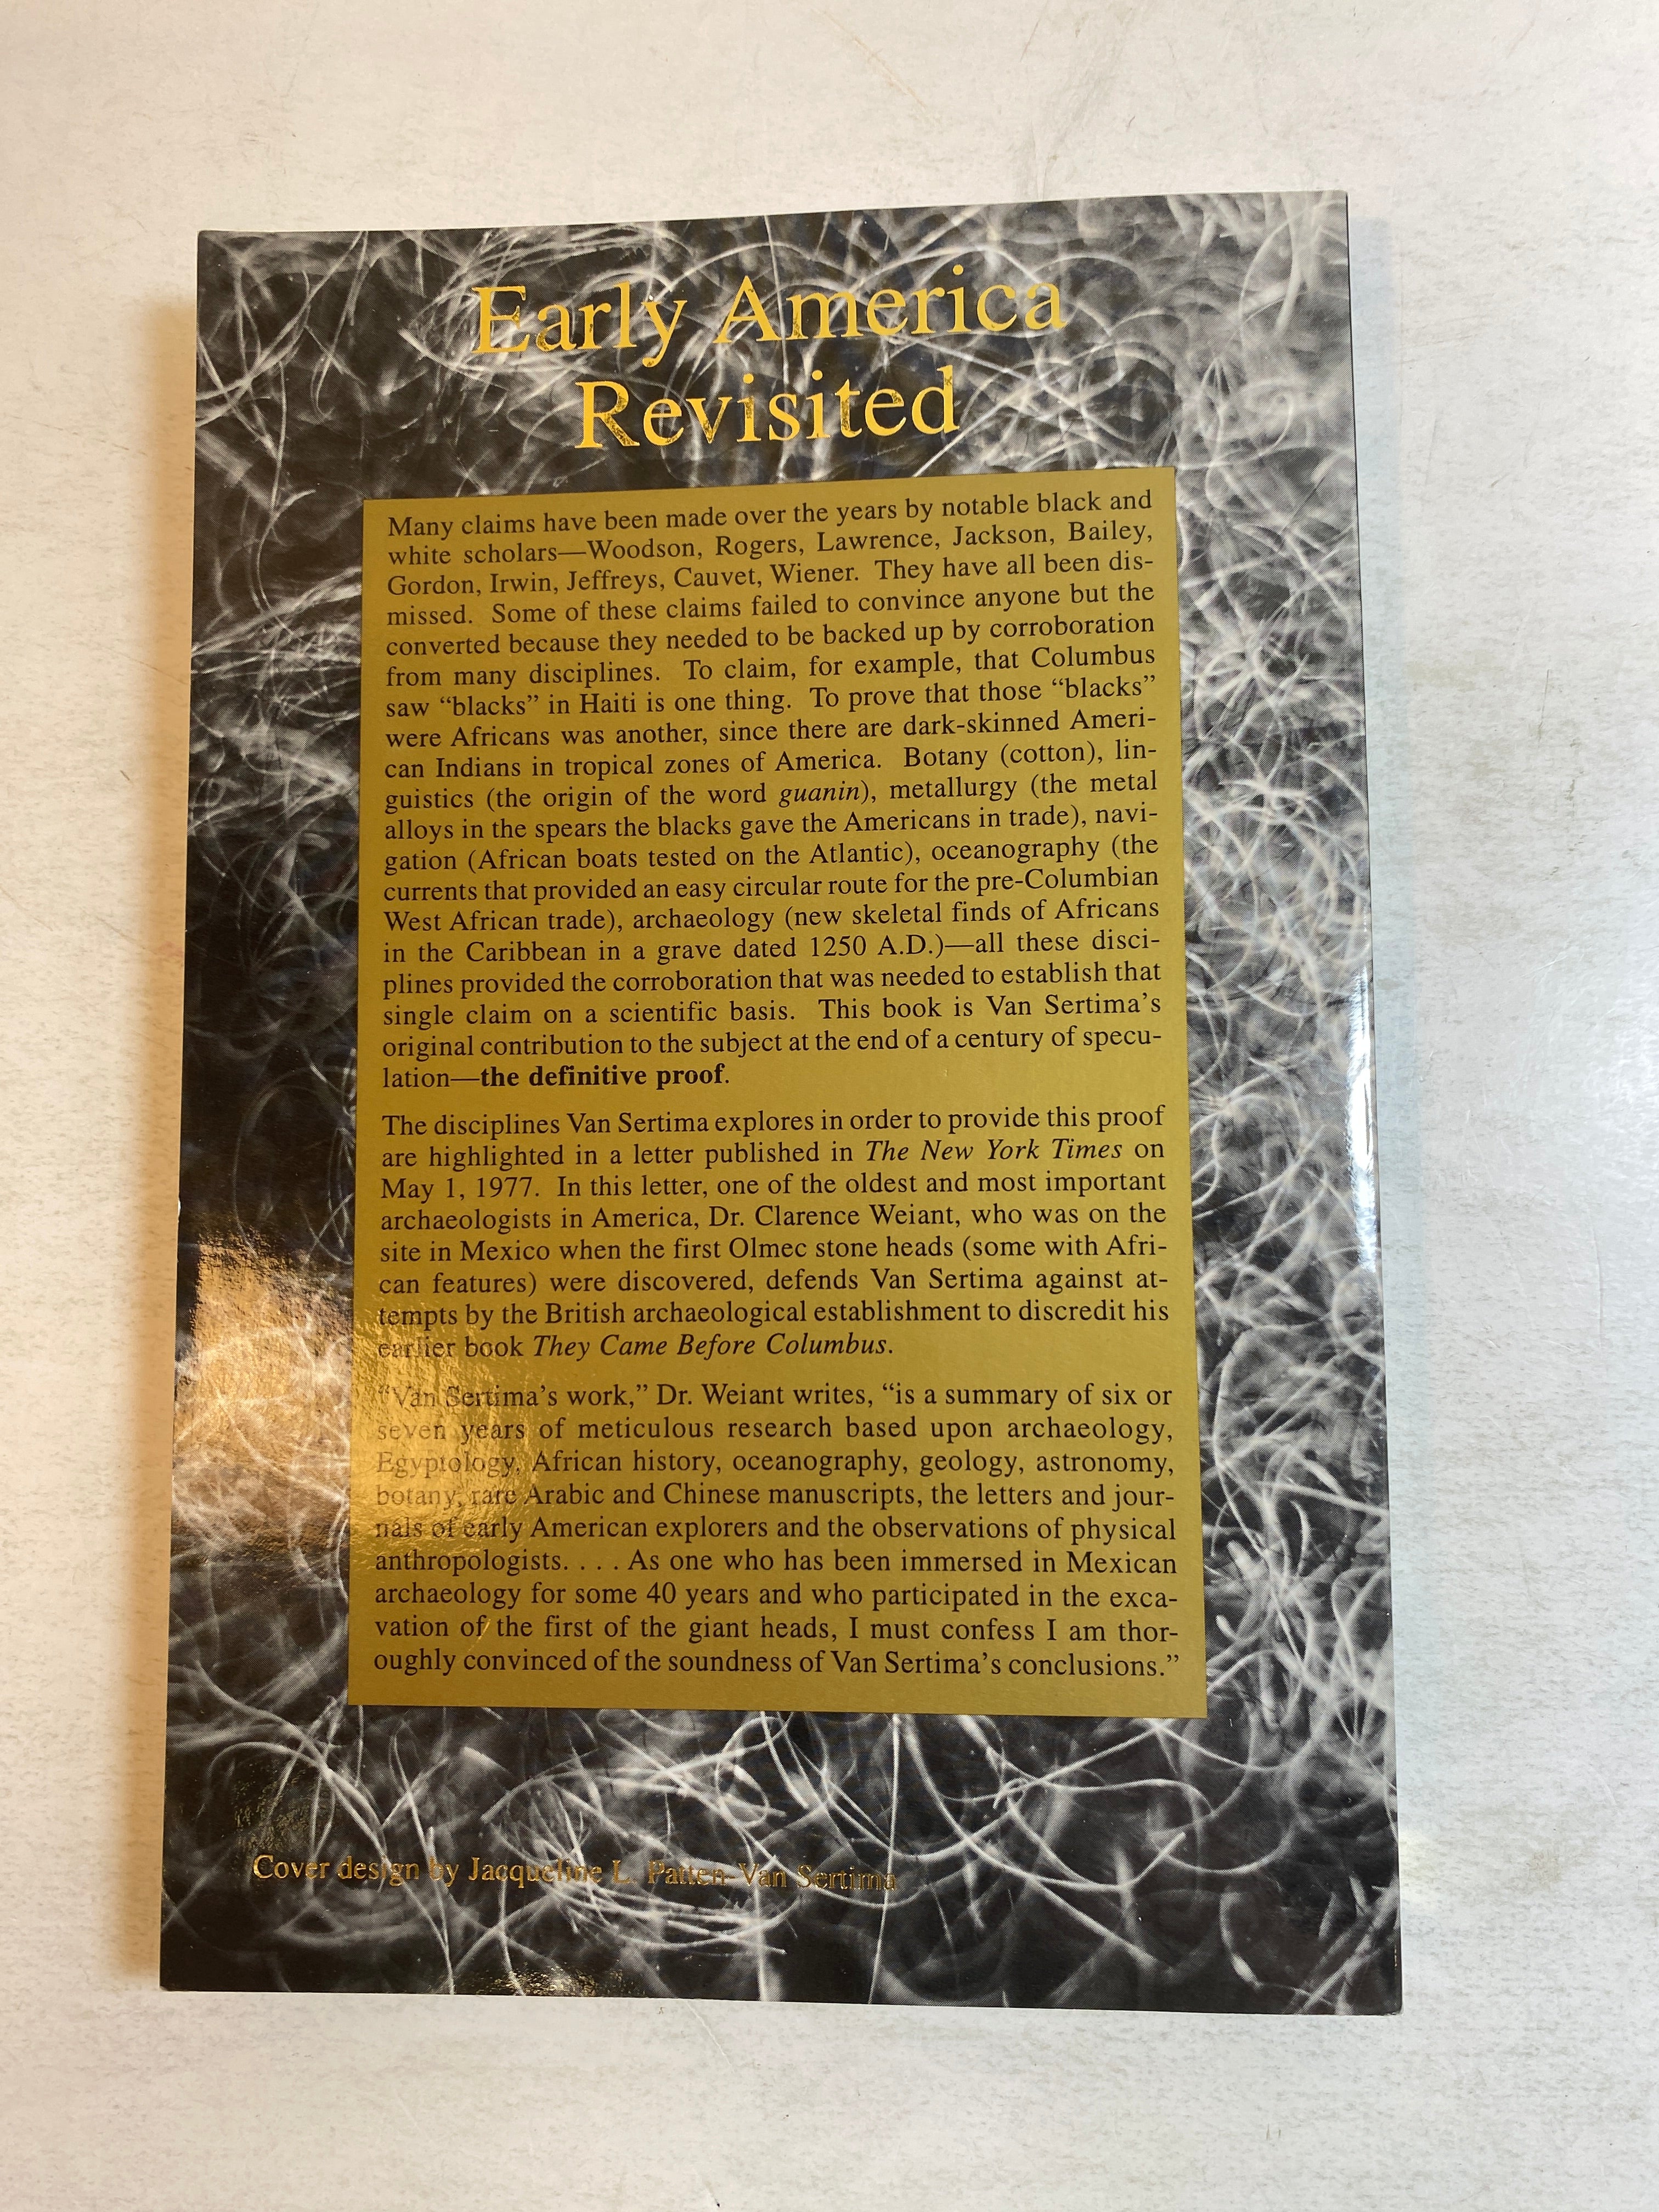 Early America
Revisited
Many claims have been made over the years by notable black and
white scholars—Woodson, Rogers, Lawrence, Jackson, Bailey,
Gordon, Irwin, Jeffreys, Cauvet, Wiener. They have all been dis-
missed. Some of these claims failed to convince anyone but the
converted because they needed to be backed up by corroboration
from many disciplines. To claim, for example, that Columbus
saw “blacks” in Haiti is one thing. To prove that those “blacks”
were Africans was another, since there are dark-skinned Ameri-
can Indians in tropical zones of America. Botany (cotton), lin-
guistics (the origin of the word guanin), metallurgy (the metal
alloys in the spears the blacks gave the Americans in trade), navi-
gation (African boats tested on the Atlantic), oceanography (the
currents that provided an easy circular route for the pre-Columbian
West African trade), archaeology (new skeletal finds of Africans
in the Caribbean in a grave dated 1250 A.D.)—all these disci-
plines provided the corroboration that was needed to establish that
single claim on a scientific basis. This book is Van Sertima’s
original contribution to the subject at the end of a century of specu-
lation—the definitive proof.
The disciplines Van Sertima explores in order to provide this proof
are highlighted in a letter published in The New York Times on
May 1, 1977. In this letter, one of the oldest and most important
archaeologists in America, Dr. Clarence Weiant, who was on the
site in Mexico when the first Olmec stone heads (some with Afri-
can features) were discovered, defends Van Sertima against at-
tempts by the British archaeological establishment to discredit his
earlier book They Came Before Columbus.
“Van Sertima’s work,” Dr. Weiant writes, “is a summary of six or
seven years of meticulous research based upon archaeology,
Egyptology, African history, oceanography, geology, astronomy,
botany, rare Arabic and Chinese manuscripts, the letters and jour-
nals of early American explorers and the observations of physical
anthropologists. . . . As one who has been immersed in Mexican
archaeology for some 40 years and who participated in the exca-
vation of the first of the giant heads, I must confess I am thor-
oughly convinced of the soundness of Van Sertima’s conclusions.”
Cover design by Jacqueline L. Patten-Van Sertima